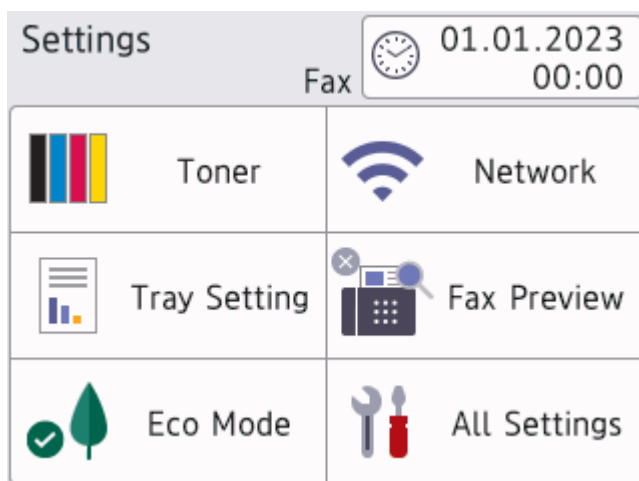 Settings
Fax
01.01.2023
00:00
Toner
Network
Tray Setting
Fax Preview
Eco Mode
All Settings